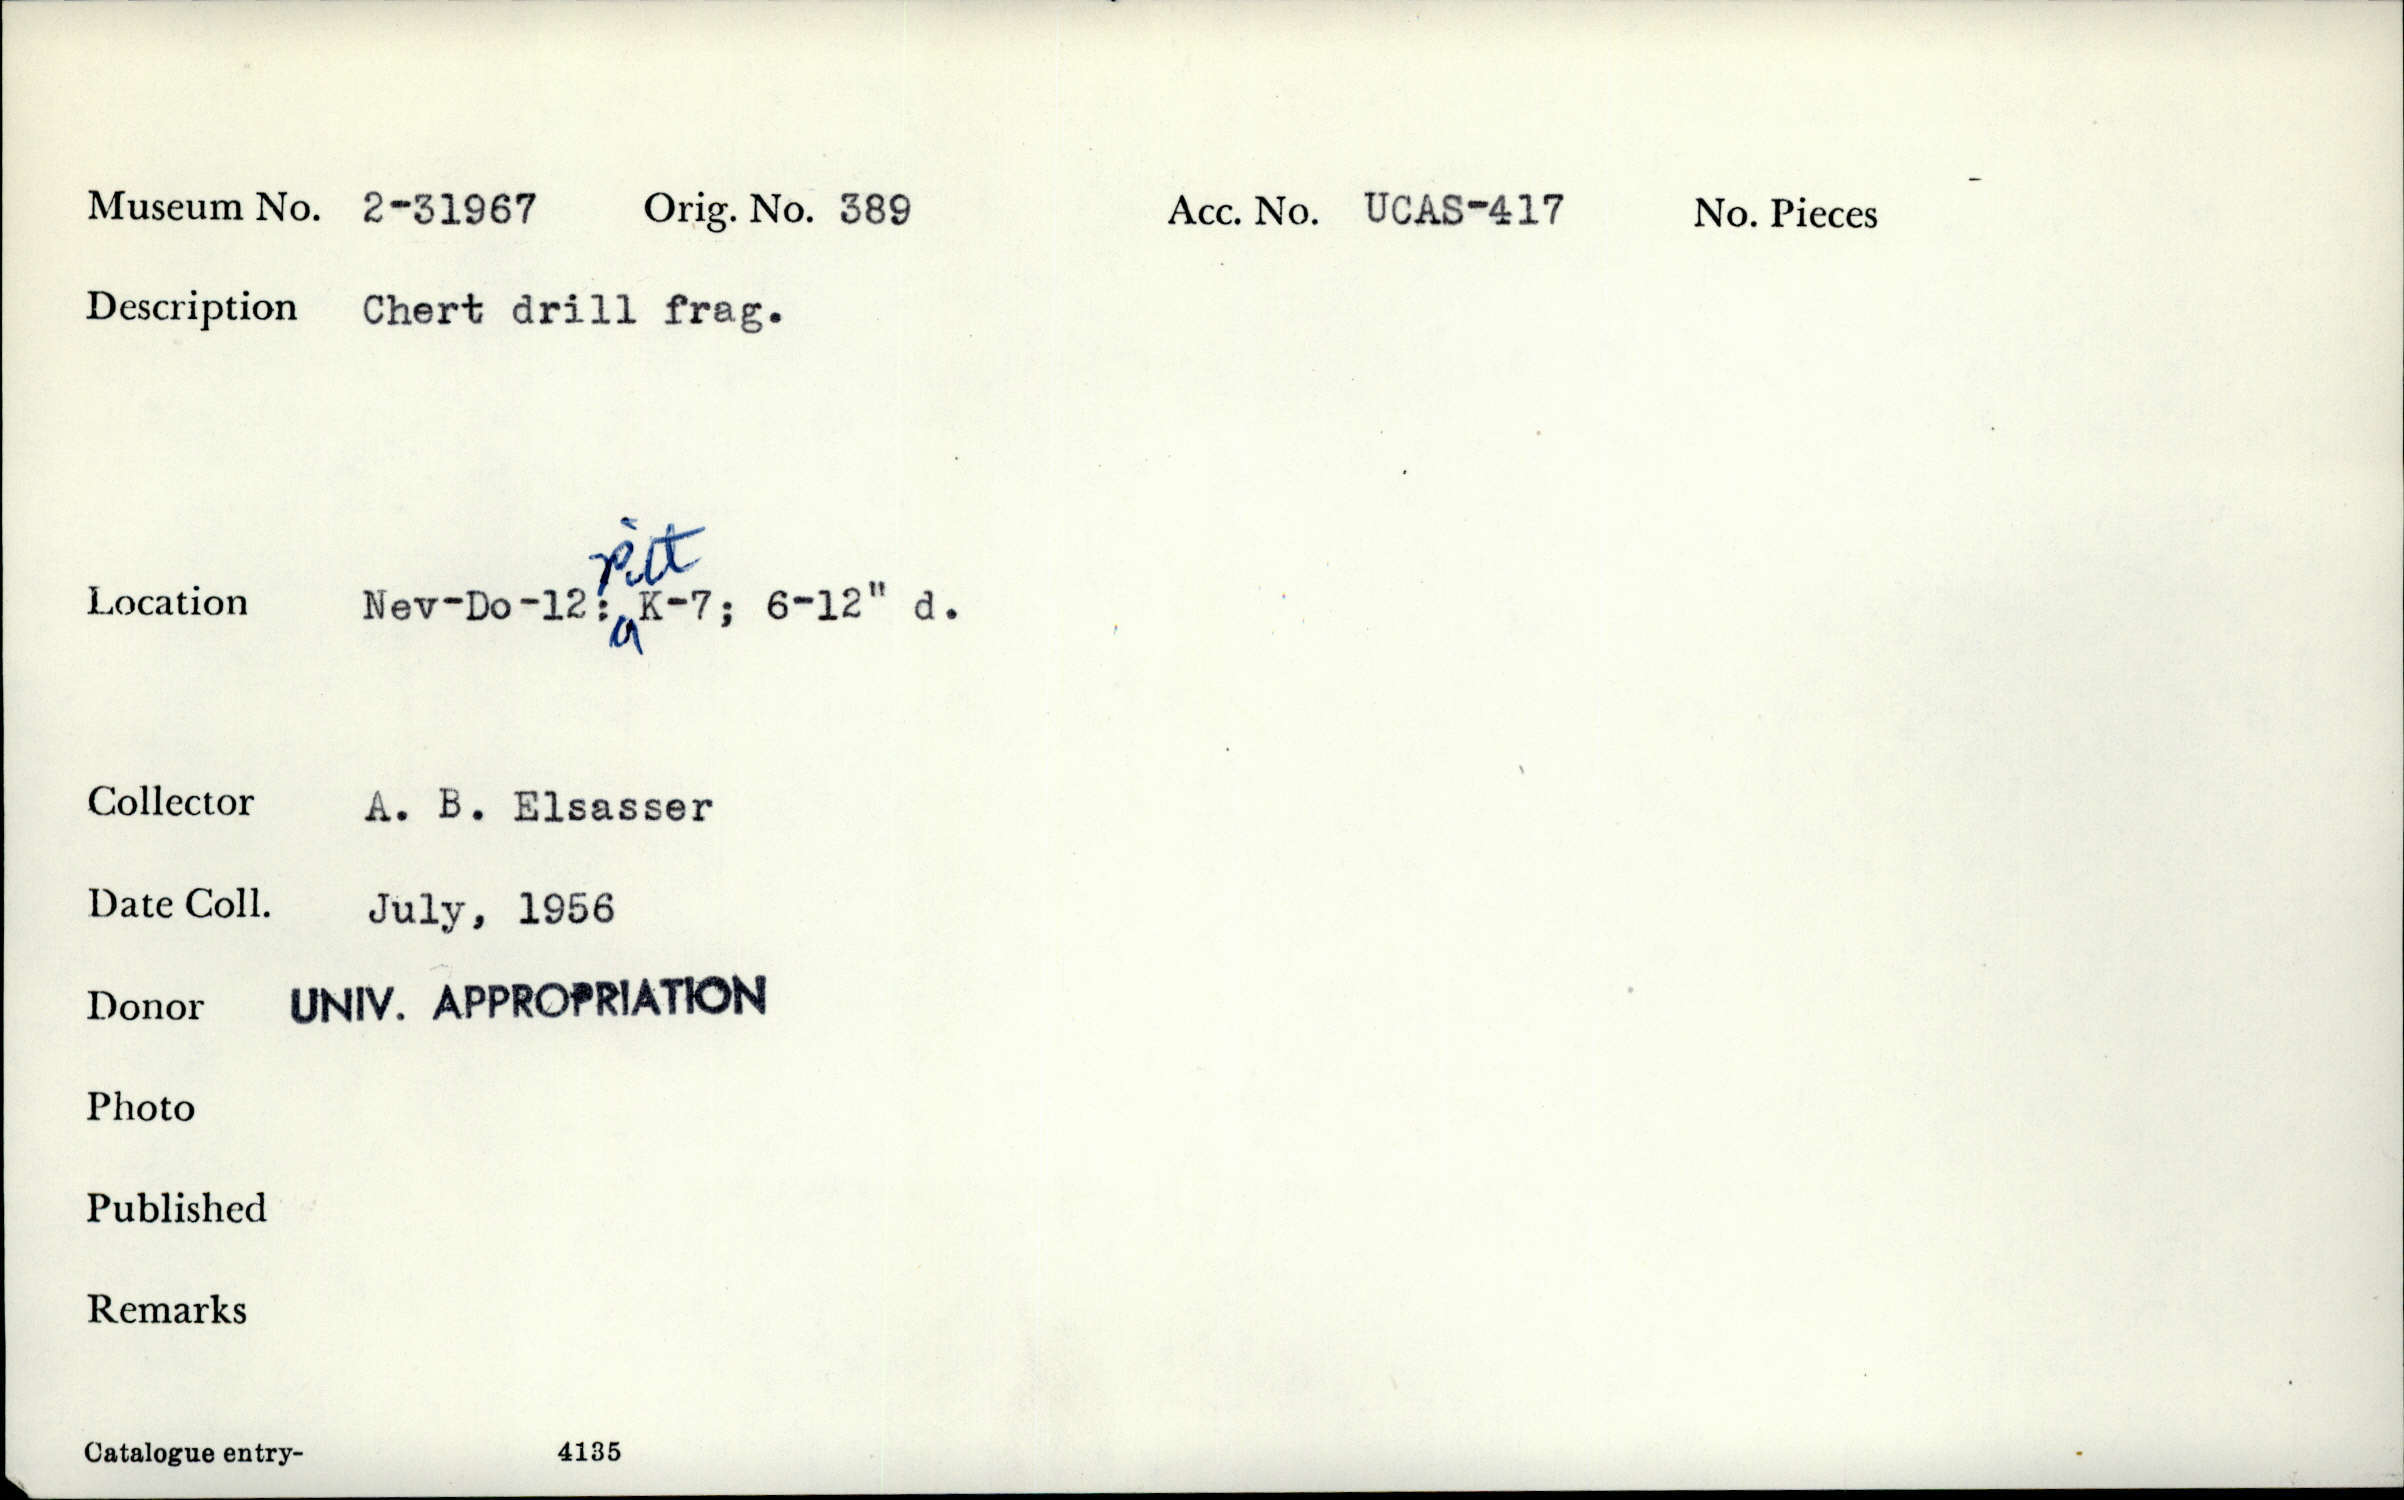 Museum No. 2-31967 Orig. No. 389 Acc. No. UCAS-417 No. Pieces
Description Chert drill frag.
Location Nev-Do-12: pit K-7; 6-12" d.
Collector A. B. Elsasser
Date Coll. July, 1956
Donor UNIV. APPROPRIATION
Photo
Published
Remarks
Catalogue entry- 4135